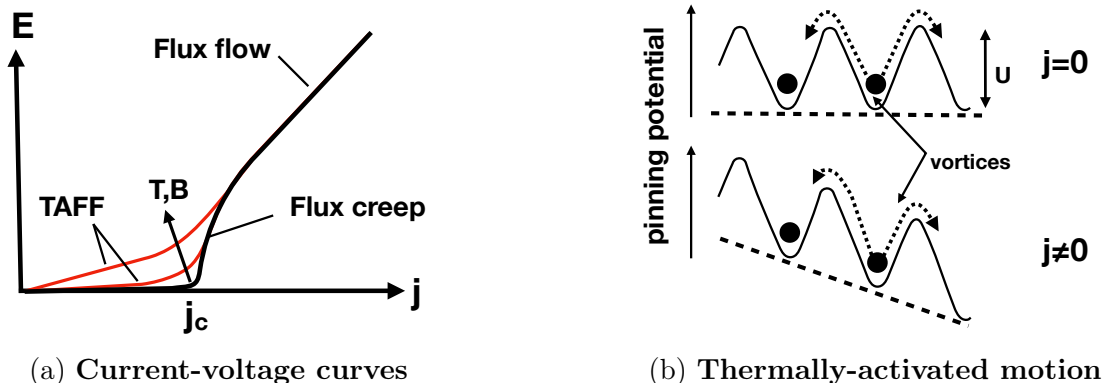 E
Flux flow
T,B
TAFF
Flux creep
j
jc
(a) Current-voltage curves
pinning potential
j=0
U
vortices
j≠0
(b) Thermally-activated motion